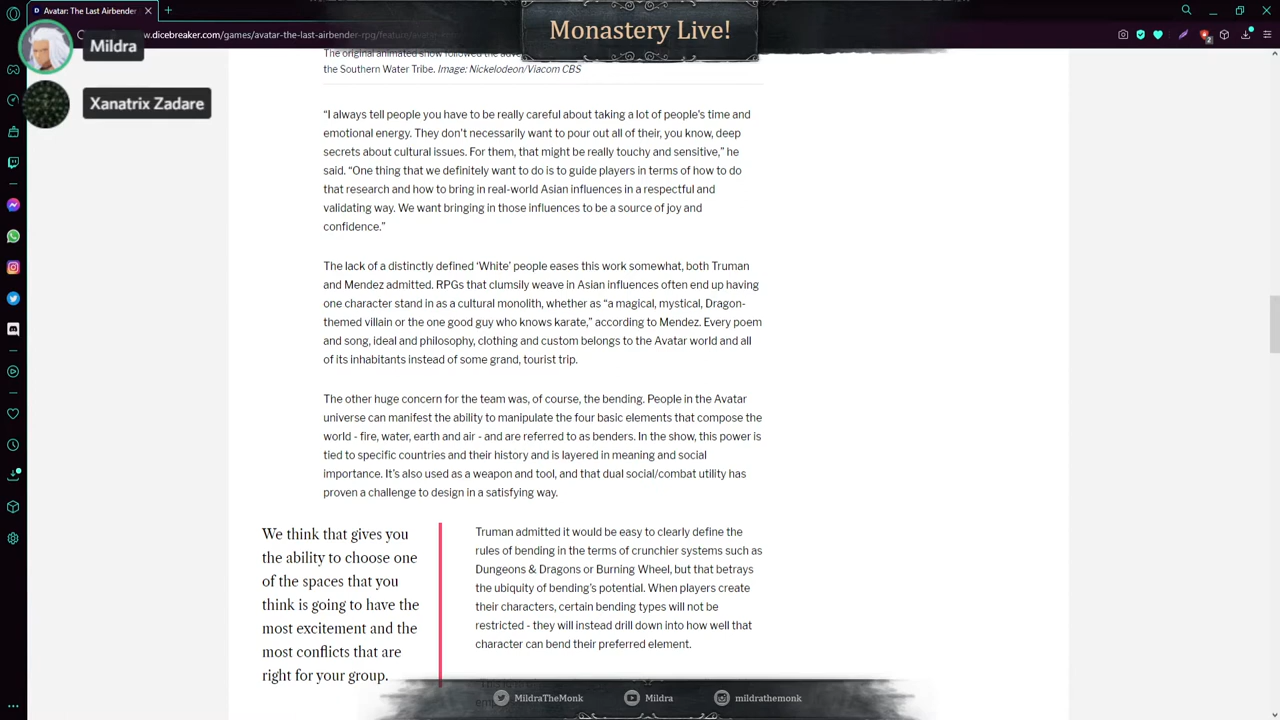 Avatar: The Last Airbender
Monastery Live!
www.dicebreaker.com/games/avatar-the-last-airbender-rpg/feature/avatar-
Mildra
Xanatrix Zadare
The original animated show followed the
the Southern Water Tribe. Image: Nickelodeon/Viacom CBS
“I always tell people you have to be really careful about taking a lot of people’s time and
emotional energy. They don’t necessarily want to pour out all of their, you know, deep
secrets about cultural issues. For them, that might be really touchy and sensitive,” he
said. “One thing that we definitely want to do is to guide players in terms of how to do
that research and how to bring in real-world Asian influences in a respectful and
validating way. We want bringing in those influences to be a source of joy and
confidence.”
The lack of a distinctly defined ‘White’ people eases this work somewhat, both Truman
and Mendez admitted. RPGs that clumsily weave in Asian influences often end up having
one character stand in as a cultural monolith, whether as “a magical, mystical, Dragon-
themed villain or the one good guy who knows karate,” according to Mendez. Every poem
and song, ideal and philosophy, clothing and custom belongs to the Avatar world and all
of its inhabitants instead of some grand, tourist trip.
The other huge concern for the team was, of course, the bending. People in the Avatar
universe can manifest the ability to manipulate the four basic elements that compose the
world - fire, water, earth and air - and are referred to as benders. In the show, this power is
tied to specific countries and their history and is layered in meaning and social
importance. It’s also used as a weapon and tool, and that dual social/combat utility has
proven a challenge to design in a satisfying way.
We think that gives you
the ability to choose one
of the spaces that you
think is going to have the
most excitement and the
most conflicts that are
right for your group.
Truman admitted it would be easy to clearly define the
rules of bending in the terms of crunchier systems such as
Dungeons & Dragons or Burning Wheel, but that betrays
the ubiquity of bending’s potential. When players create
their characters, certain bending types will not be
restricted - they will instead drill down into how well that
character can bend their preferred element.
MildraTheMonk
Mildra
mildrathemonk